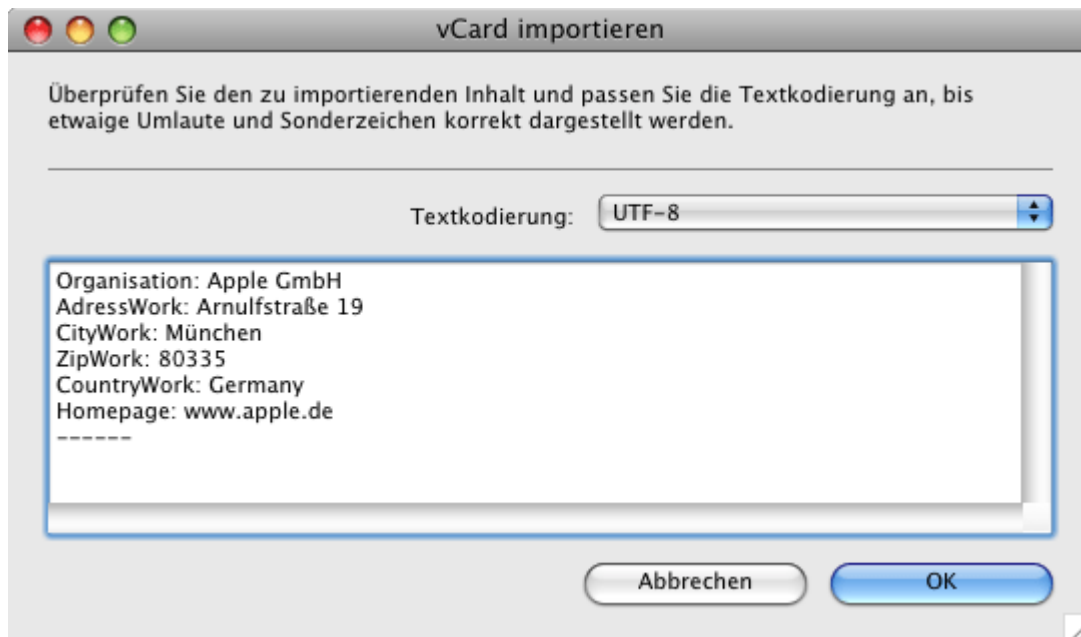 vCard importieren
Überprüfen Sie den zu importierenden Inhalt und passen Sie die Textkodierung an, bis
etwaige Umlaute und Sonderzeichen korrekt dargestellt werden.
Textkodierung: UTF-8
Organisation: Apple GmbH
AdressWork: Arnulfstraße 19
CityWork: München
ZipWork: 80335
CountryWork: Germany
Homepage: www.apple.de
------
Abbrechen OK